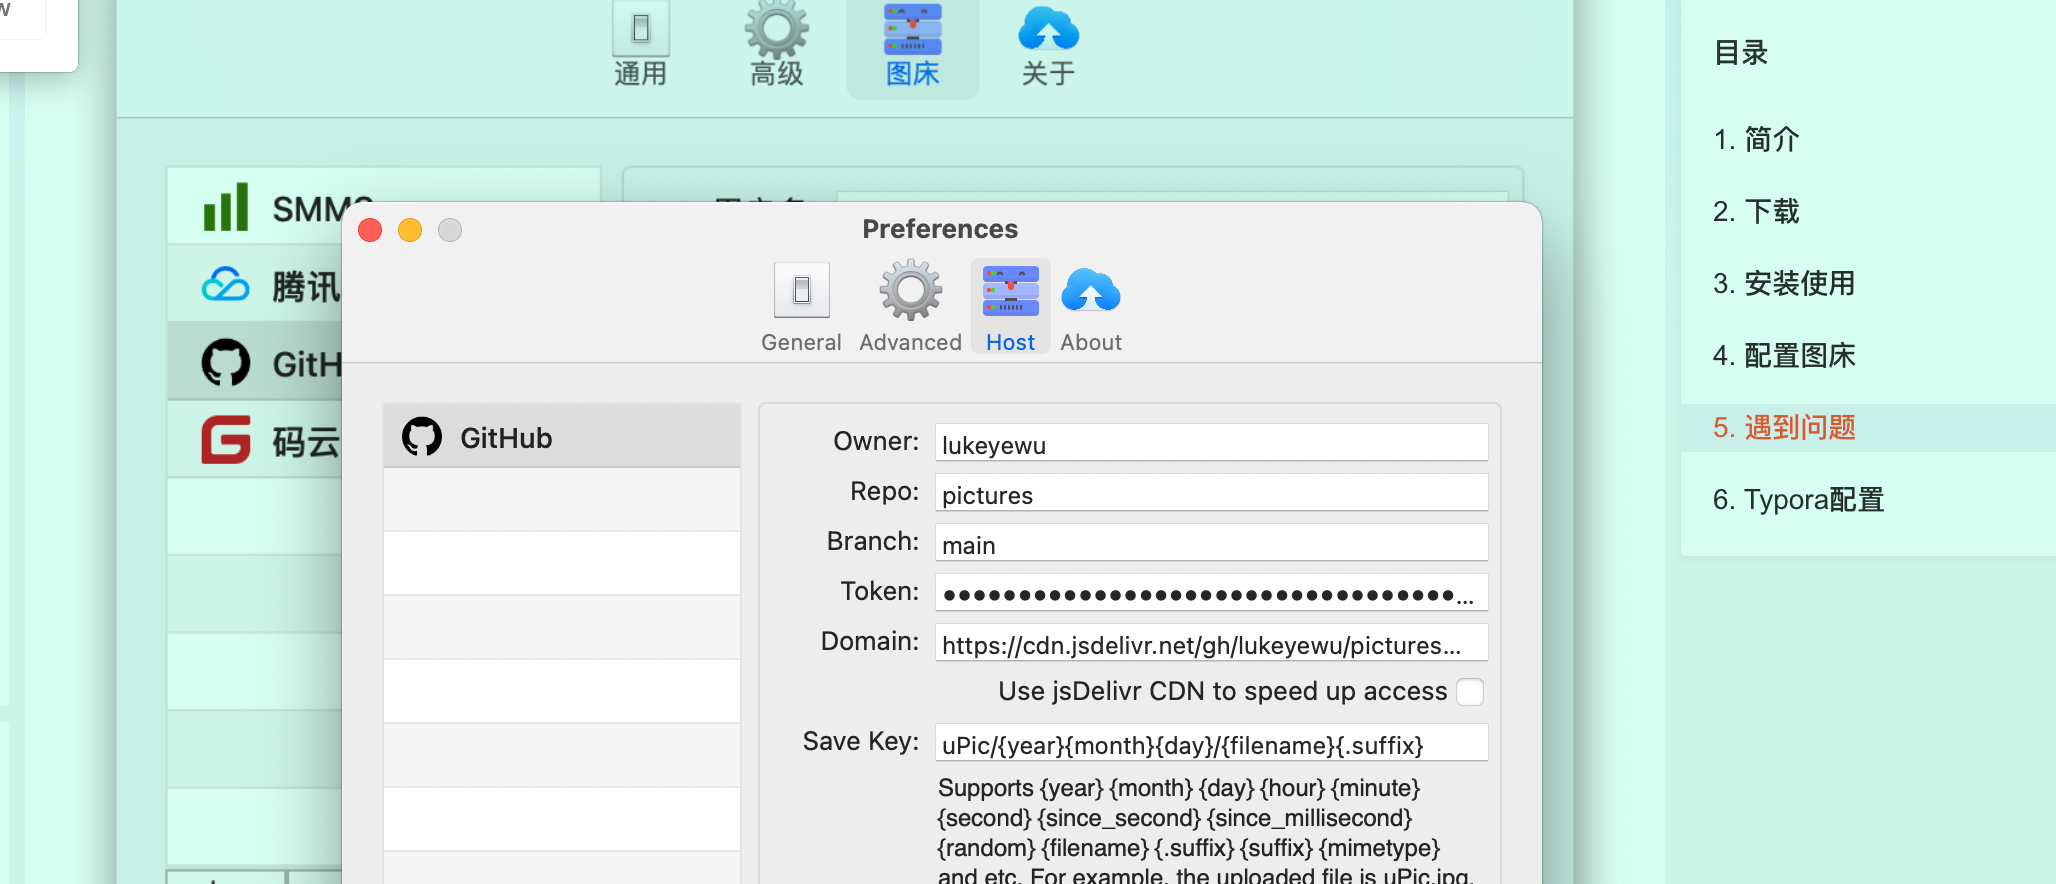 通用
高级
图床
关于
SMM
腾讯
GitH
码云
Preferences
General
Advanced
Host
About
GitHub
Owner: lukeyewu
Repo: pictures
Branch: main
Token: ●●●●●●●●●●●●●●●●●●●●●●●●●●●●●●●●●●...
Domain: https://cdn.jsdelivr.net/gh/lukeyewu/pictures...
Use jsDelivr CDN to speed up access
Save Key: uPic/{year}{month}{day}/{filename}{.suffix}
Supports {year} {month} {day} {hour} {minute}
{second} {since_second} {since_millisecond}
{random} {filename} {.suffix} {suffix} {mimetype}
and etc. For example, the uploaded file is uPic.jpg,
目录
1. 简介
2. 下载
3. 安装使用
4. 配置图床
5. 遇到问题
6. Typora配置